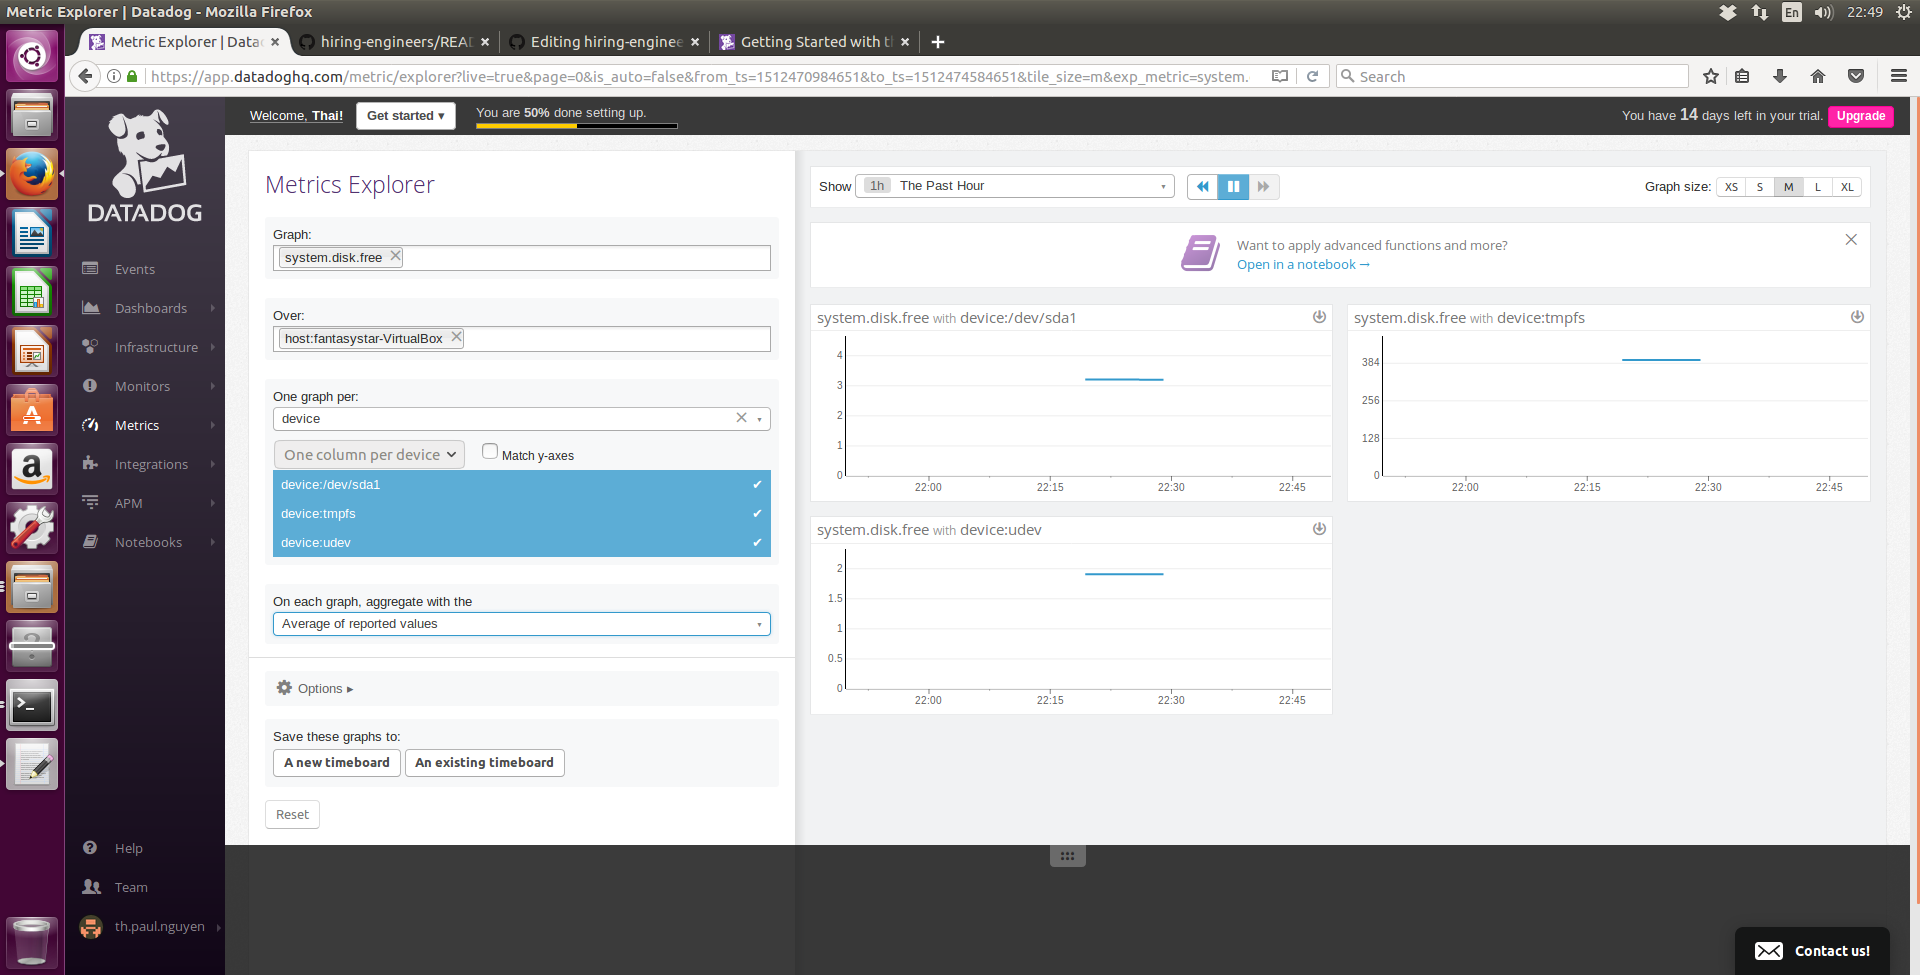 Metric Explorer | Datadog - Mozilla Firefox
En
22:49
Metric Explorer | Datad
hiring-engineers/READ
Editing hiring-enginee
Getting Started with t
https://app.datadoghq.com/metric/explorer?live=true&page=0&is_auto=false&from_ts=1512470984651&to_ts=1512474584651&tile_size=m&exp_metric=system.
Search
DATADOG
Events
Dashboards
Infrastructure
Monitors
Metrics
Integrations
APM
Notebooks
Help
Team
th.paul.nguyen
Welcome, Thai!
Get started ▾
You are 50% done setting up.
You have 14 days left in your trial.
Upgrade
Metrics Explorer
Graph:
system.disk.free
Over:
host:fantasystar-VirtualBox
One graph per:
device
One column per device
Match y-axes
device:/dev/sda1
device:tmpfs
device:udev
On each graph, aggregate with the
Average of reported values
Options ▸
Save these graphs to:
A new timeboard
An existing timeboard
Reset
Show
1h The Past Hour
Graph size:
XS S M L XL
Want to apply advanced functions and more?
Open in a notebook →
system.disk.free with device:/dev/sda1
4
3
2
1
0
22:00 22:15 22:30 22:45
system.disk.free with device:tmpfs
384
256
128
0
22:00 22:15 22:30 22:45
system.disk.free with device:udev
2
1.5
1
0.5
0
22:00 22:15 22:30 22:45
Contact us!